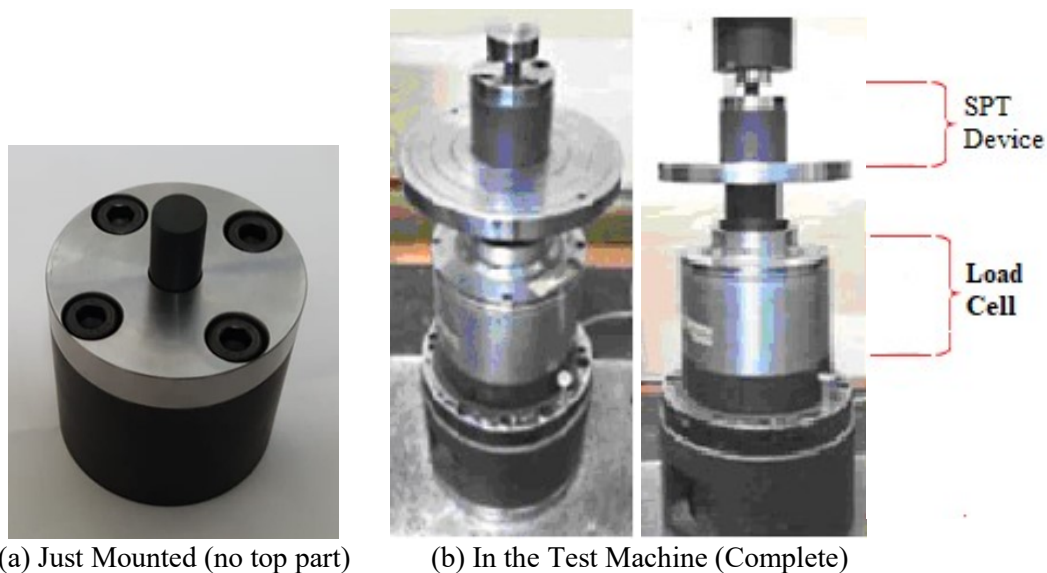 SPT
Device
Load
Cell
(a) Just Mounted (no top part)
(b) In the Test Machine (Complete)